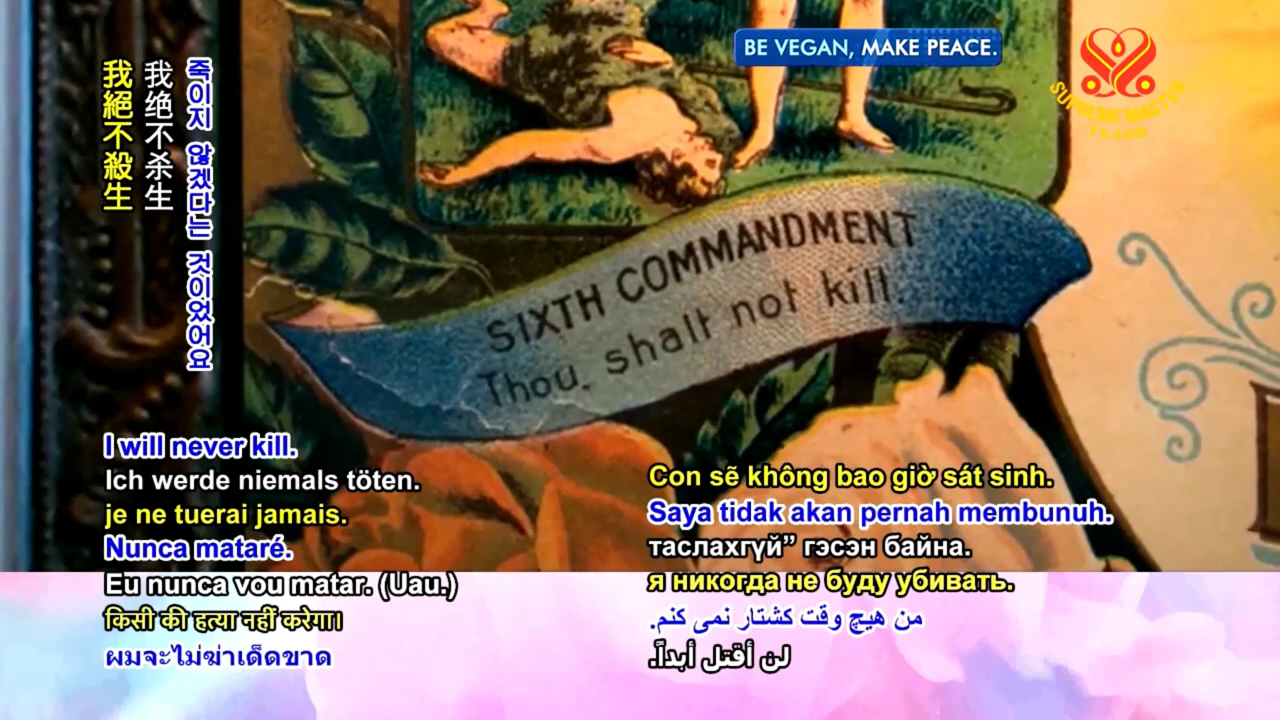 BE VEGAN, MAKE PEACE.
SUPREME MASTER
TV.COM
我絕不殺生
我绝不杀生
죽이지 않겠다는 것이었어요
SIXTH COMMANDMENT
Thou. shalt not kill
I will never kill.
Ich werde niemals töten.
je ne tuerai jamais.
Nunca mataré.
Eu nunca vou matar. (Uau.)
किसी की हत्या नहीं करेगा।
ผมจะไม่ฆ่าเด็ดขาด
Con sẽ không bao giờ sát sinh.
Saya tidak akan pernah membunuh.
таслахгүй” гэсэн байна.
я никогда не буду убивать.
من هیچ وقت کشتار نمی کنم.
لن أقتل أبداً.